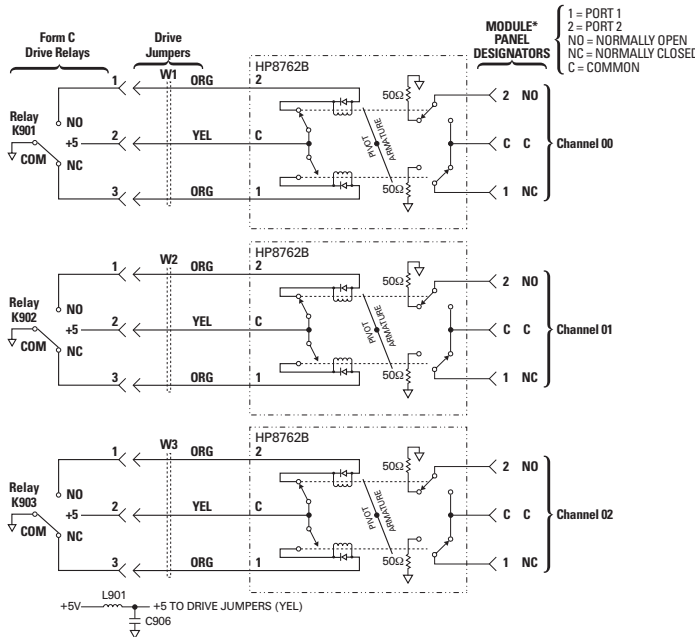 Form C
Drive Relays
Drive
Jumpers
MODULE*
PANEL
DESIGNATORS
1 = PORT 1
2 = PORT 2
NO = NORMALLY OPEN
NC = NORMALLY CLOSED
C = COMMON
HP8762B
W1
1 ORG 2
Relay
K901
NO
+5
COM
NC
2 YEL C
3 ORG 1
50Ω
PIVOT
ARMATURE
50Ω
2 NO
C C
1 NC
Channel 00
HP8762B
W2
1 ORG 2
Relay
K902
NO
+5
COM
NC
2 YEL C
3 ORG 1
50Ω
PIVOT
ARMATURE
50Ω
2 NO
C C
1 NC
Channel 01
HP8762B
W3
1 ORG 2
Relay
K903
NO
+5
COM
NC
2 YEL C
3 ORG 1
50Ω
PIVOT
ARMATURE
50Ω
2 NO
C C
1 NC
Channel 02
L901
+5V
+5 TO DRIVE JUMPERS (YEL)
C906